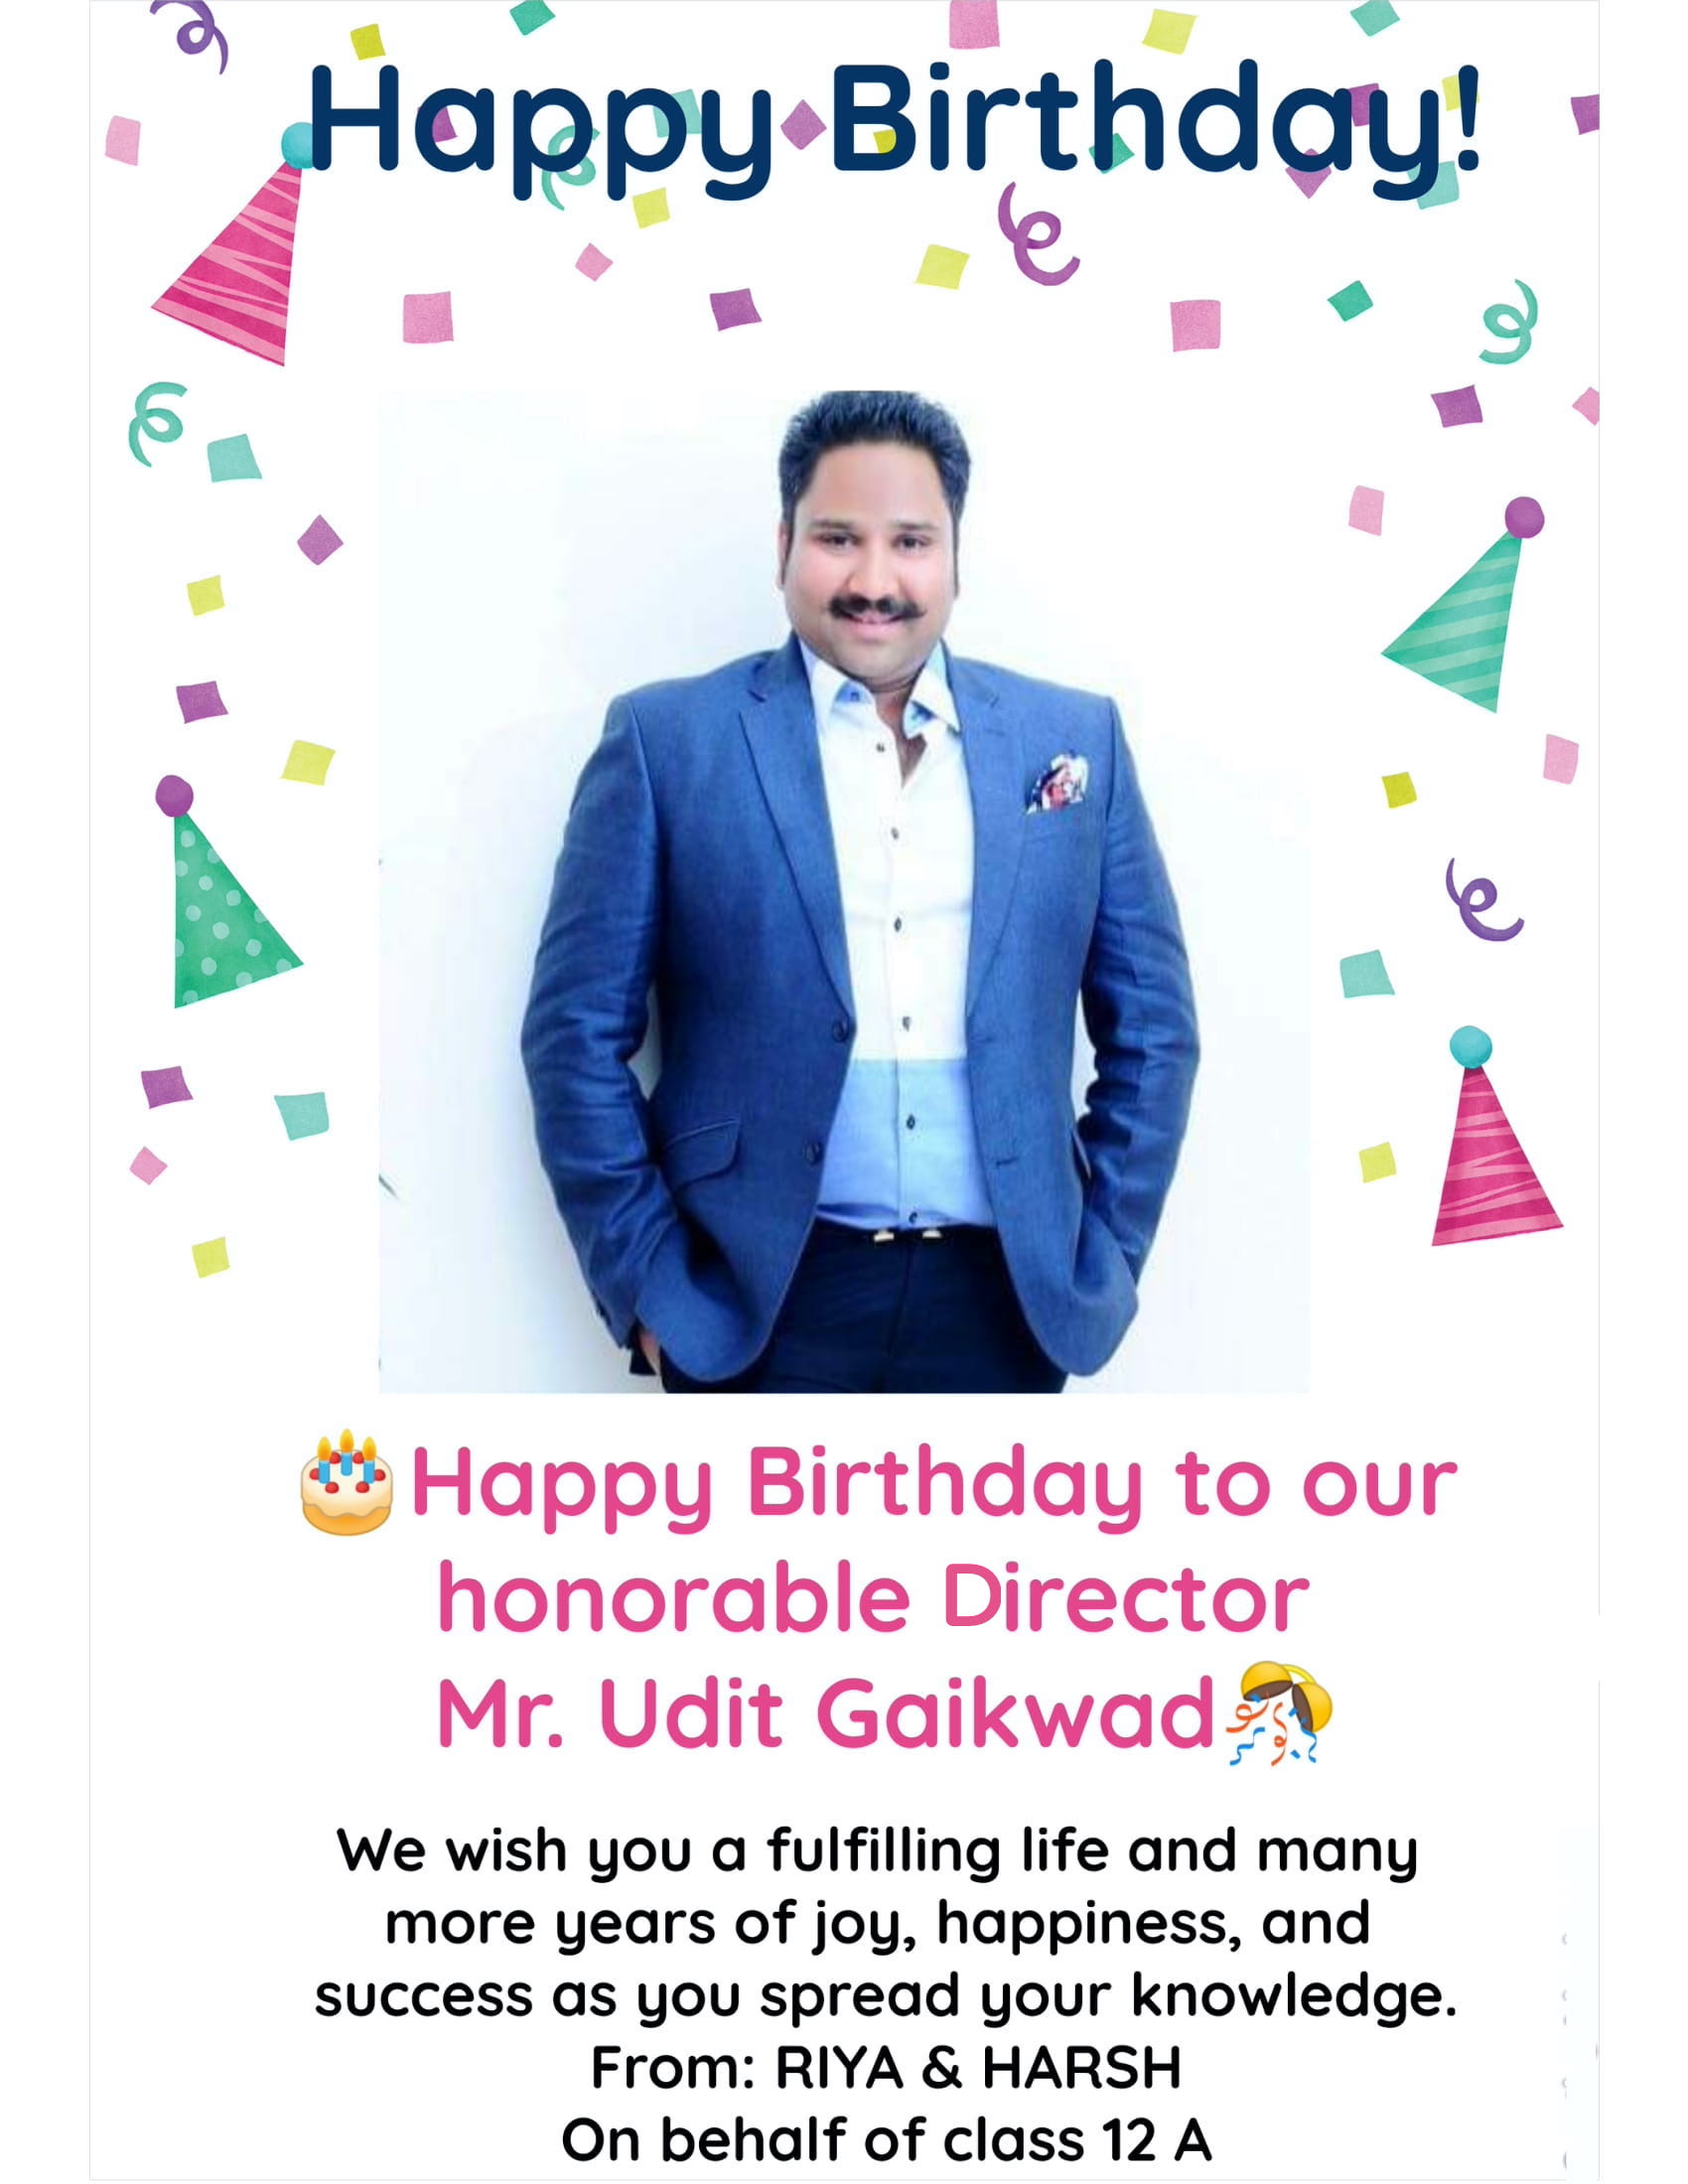 Happy Birthday!
🎂Happy Birthday to our
honorable Director
Mr. Udit Gaikwad🎊
We wish you a fulfilling life and many
more years of joy, happiness, and
success as you spread your knowledge.
From: RIYA & HARSH
On behalf of class 12 A